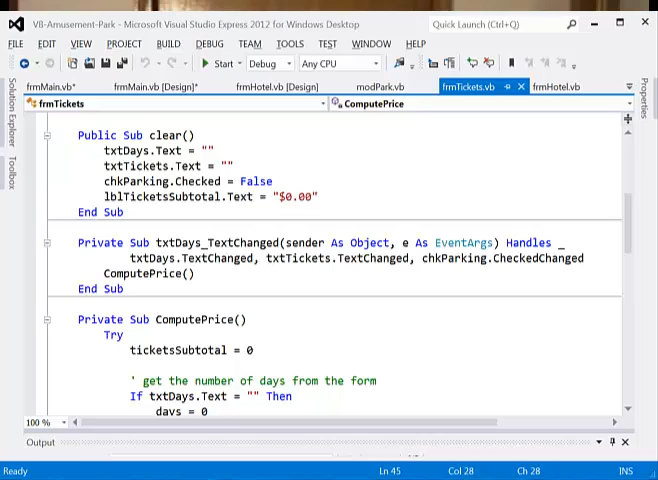 VB-Amusement-Park - Microsoft Visual Studio Express 2012 for Windows Desktop
Quick Launch (Ctrl+Q)
FILE EDIT VIEW PROJECT BUILD DEBUG TEAM TOOLS TEST WINDOW HELP
Start Debug Any CPU
frmMain.vb* frmMain.vb [Design]* frmHotel.vb [Design] modPark.vb frmTickets.vb frmHotel.vb
frmTickets ComputePrice
Solution Explorer
Toolbox
Properties
Public Sub clear()
txtDays.Text = ""
txtTickets.Text = ""
chkParking.Checked = False
lblTicketsSubtotal.Text = "$0.00"
End Sub
Private Sub txtDays_TextChanged(sender As Object, e As EventArgs) Handles _
txtDays.TextChanged, txtTickets.TextChanged, chkParking.CheckedChanged
ComputePrice()
End Sub
Private Sub ComputePrice()
Try
ticketsSubtotal = 0
' get the number of days from the form
If txtDays.Text = "" Then
days = 0
100 %
Output
Ready Ln 45 Col 28 Ch 28 INS